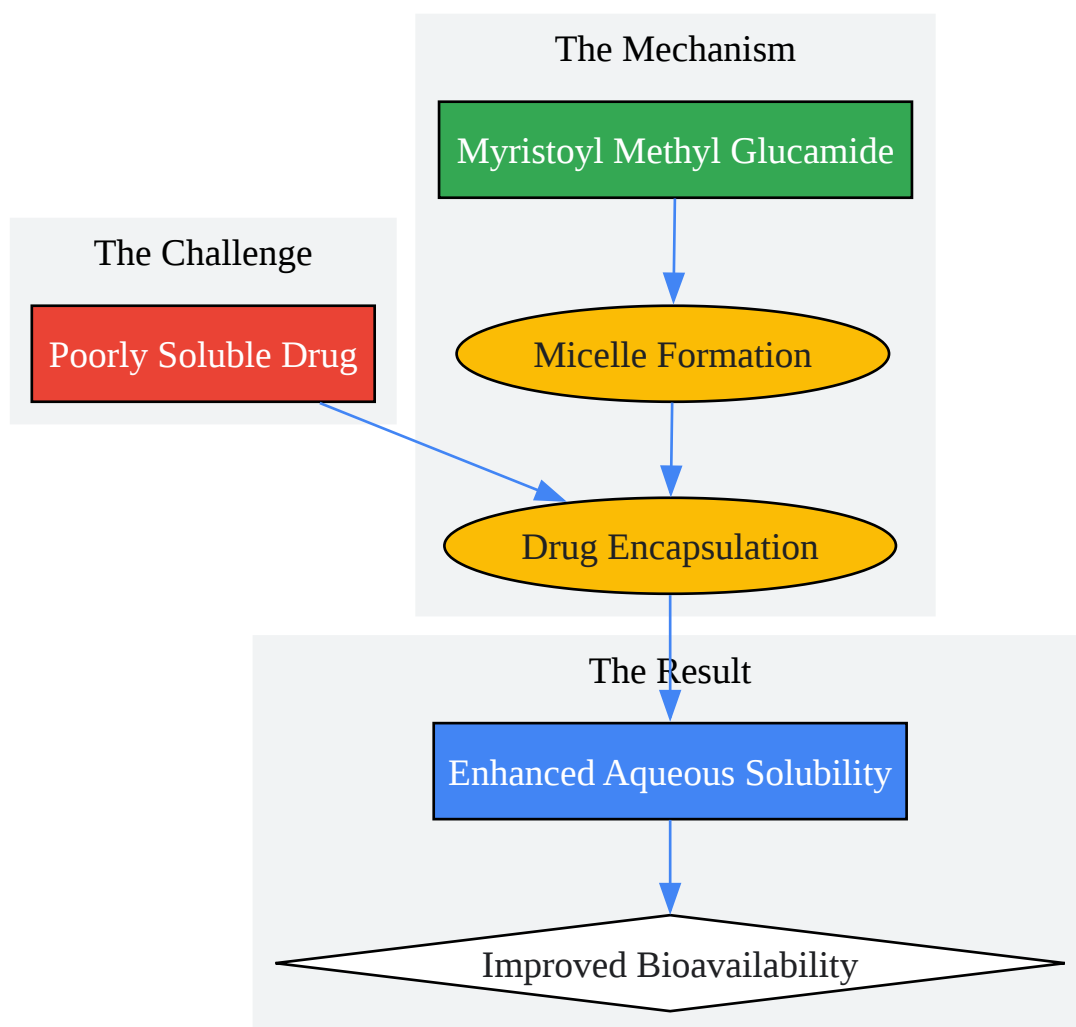 The Mechanism
Myristoyl Methyl Glucamide
The Challenge
Poorly Soluble Drug
Micelle Formation
Drug Encapsulation
The Result
Enhanced Aqueous Solubility
Improved Bioavailability